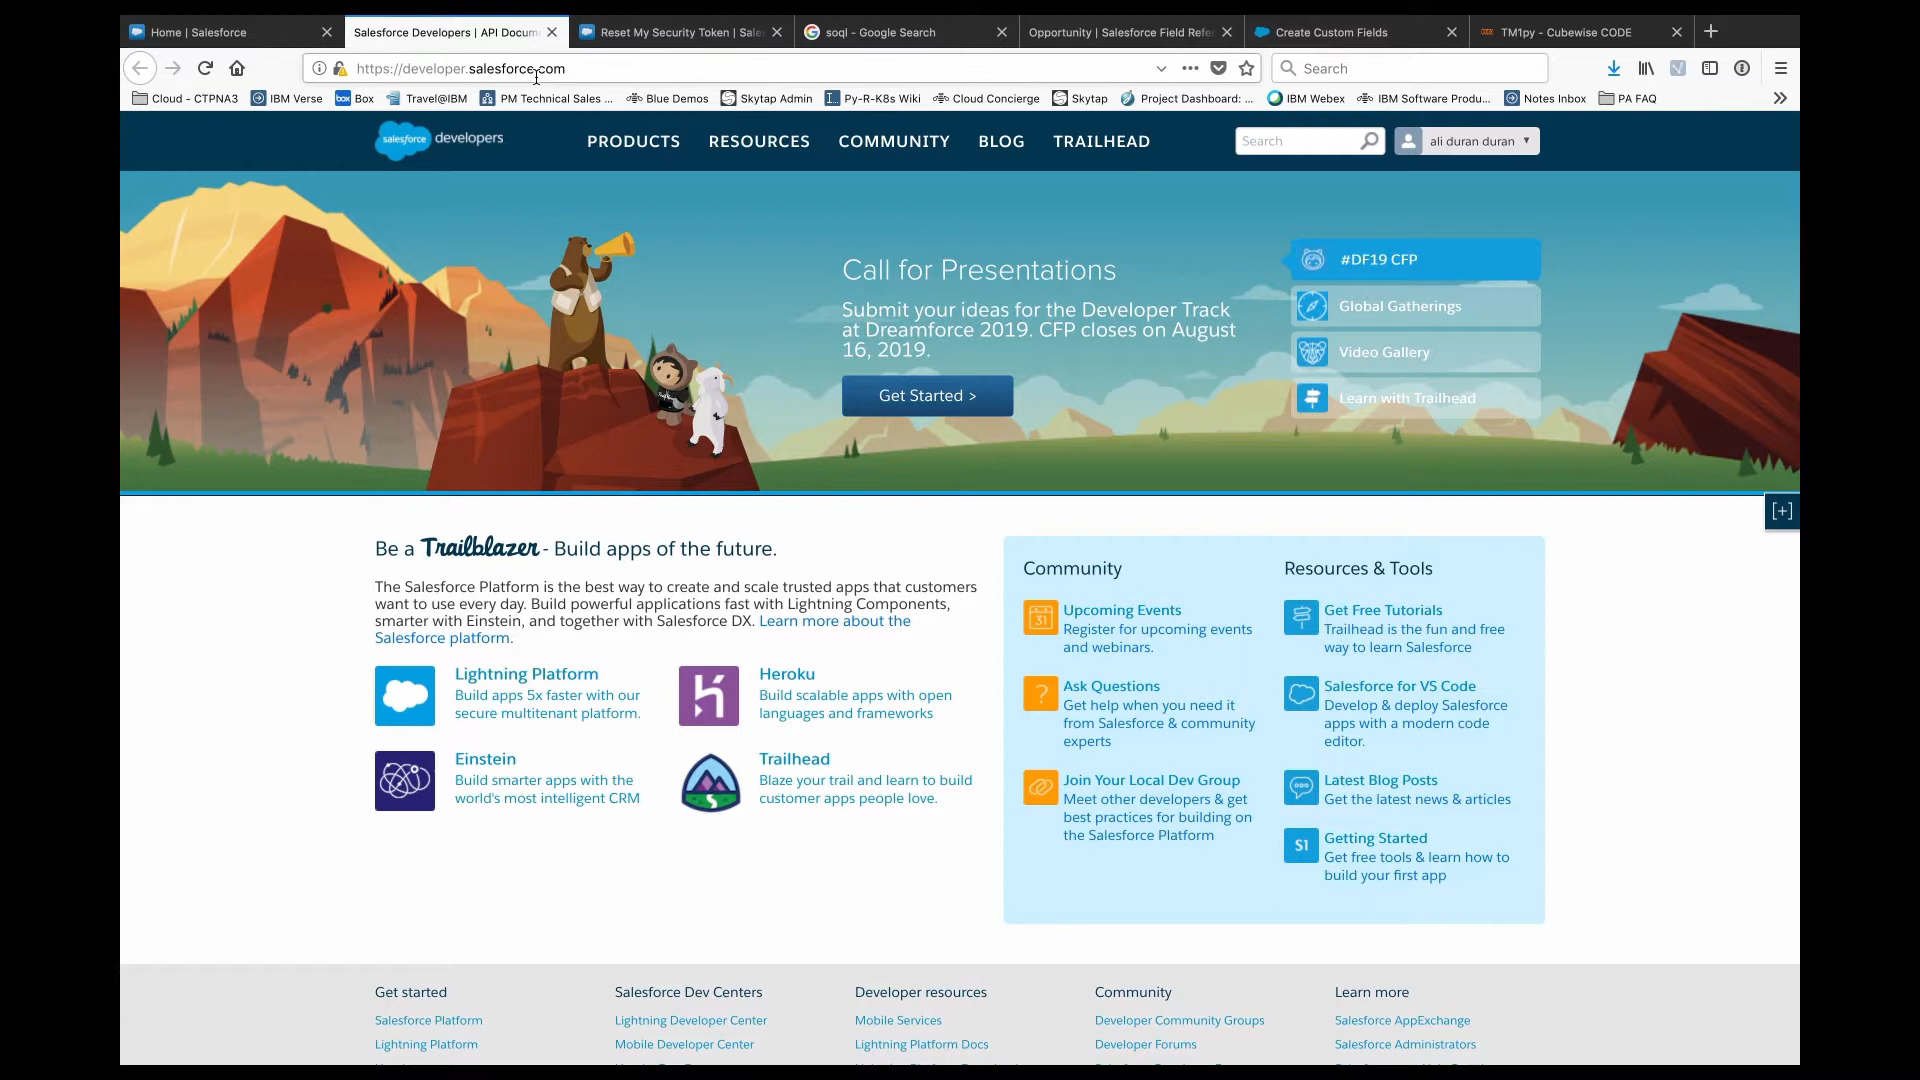 Home | Salesforce
Salesforce Developers | API Docum
Reset My Security Token | Sale
soql - Google Search
Opportunity | Salesforce Field Refer
Create Custom Fields
TM1py - Cubewise CODE
https://developer.salesforce.com
Search
Cloud - CTPNA3
IBM Verse
box Box
Travel@IBM
PM Technical Sales ...
Blue Demos
Skytap Admin
Py-R-K8s Wiki
Cloud Concierge
Skytap
Project Dashboard: ...
IBM Webex
IBM Software Produ...
Notes Inbox
PA FAQ
salesforce developers
PRODUCTS
RESOURCES
COMMUNITY
BLOG
TRAILHEAD
Search
ali duran duran
Call for Presentations
Submit your ideas for the Developer Track
at Dreamforce 2019. CFP closes on August
16, 2019.
Get Started >
#DF19 CFP
Global Gatherings
Video Gallery
Learn with Trailhead
[+]
Be a Trailblazer - Build apps of the future.
The Salesforce Platform is the best way to create and scale trusted apps that customers
want to use every day. Build powerful applications fast with Lightning Components,
smarter with Einstein, and together with Salesforce DX. Learn more about the
Salesforce platform.
Lightning Platform
Build apps 5x faster with our
secure multitenant platform.
Heroku
Build scalable apps with open
languages and frameworks
Einstein
Build smarter apps with the
world's most intelligent CRM
Trailhead
Blaze your trail and learn to build
customer apps people love.
Community
31
Upcoming Events
Register for upcoming events
and webinars.
?
Ask Questions
Get help when you need it
from Salesforce & community
experts
Join Your Local Dev Group
Meet other developers & get
best practices for building on
the Salesforce Platform
Resources & Tools
Get Free Tutorials
Trailhead is the fun and free
way to learn Salesforce
Salesforce for VS Code
Develop & deploy Salesforce
apps with a modern code
editor.
Latest Blog Posts
Get the latest news & articles
S1
Getting Started
Get free tools & learn how to
build your first app
Get started
Salesforce Platform
Lightning Platform
Salesforce Dev Centers
Lightning Developer Center
Mobile Developer Center
Developer resources
Mobile Services
Lightning Platform Docs
Community
Developer Community Groups
Developer Forums
Learn more
Salesforce AppExchange
Salesforce Administrators